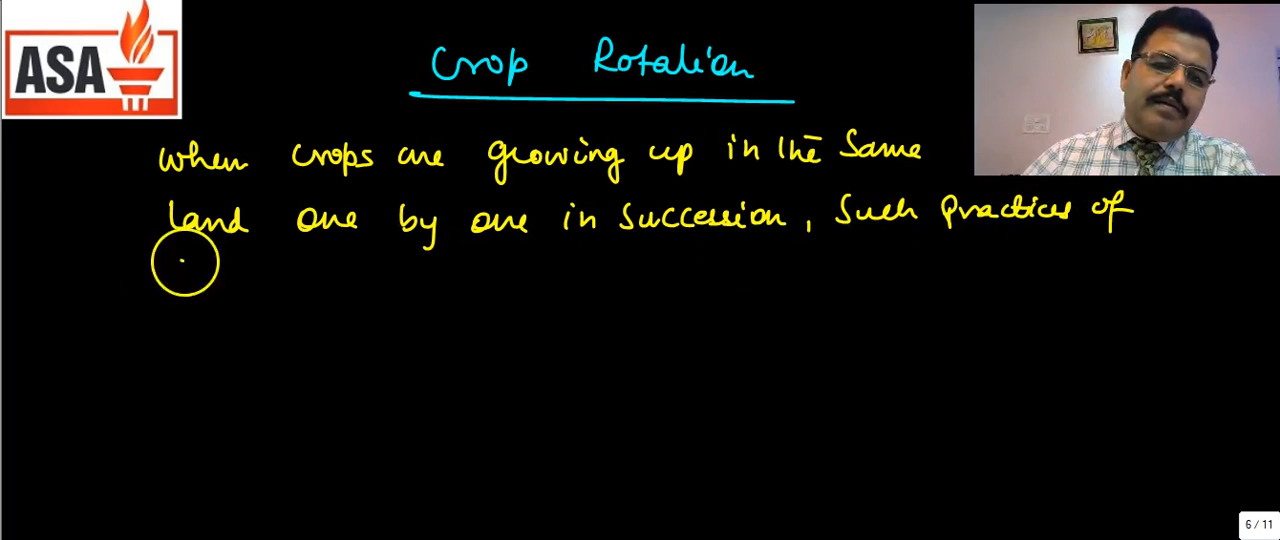 ASA
Crop Rotation
When crops are growing up in the Same
land one by one in Succession, Such practices of
6 / 11